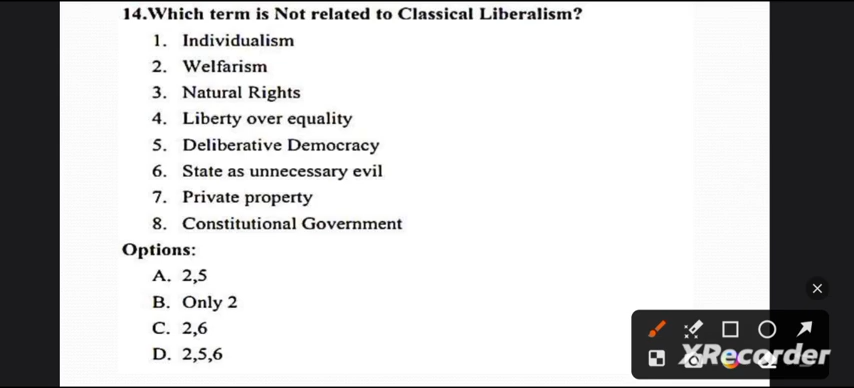 14.Which term is Not related to Classical Liberalism?
1. Individualism
2. Welfarism
3. Natural Rights
4. Liberty over equality
5. Deliberative Democracy
6. State as unnecessary evil
7. Private property
8. Constitutional Government
Options:
A. 2,5
B. Only 2
C. 2,6
D. 2,5,6
XRecorder